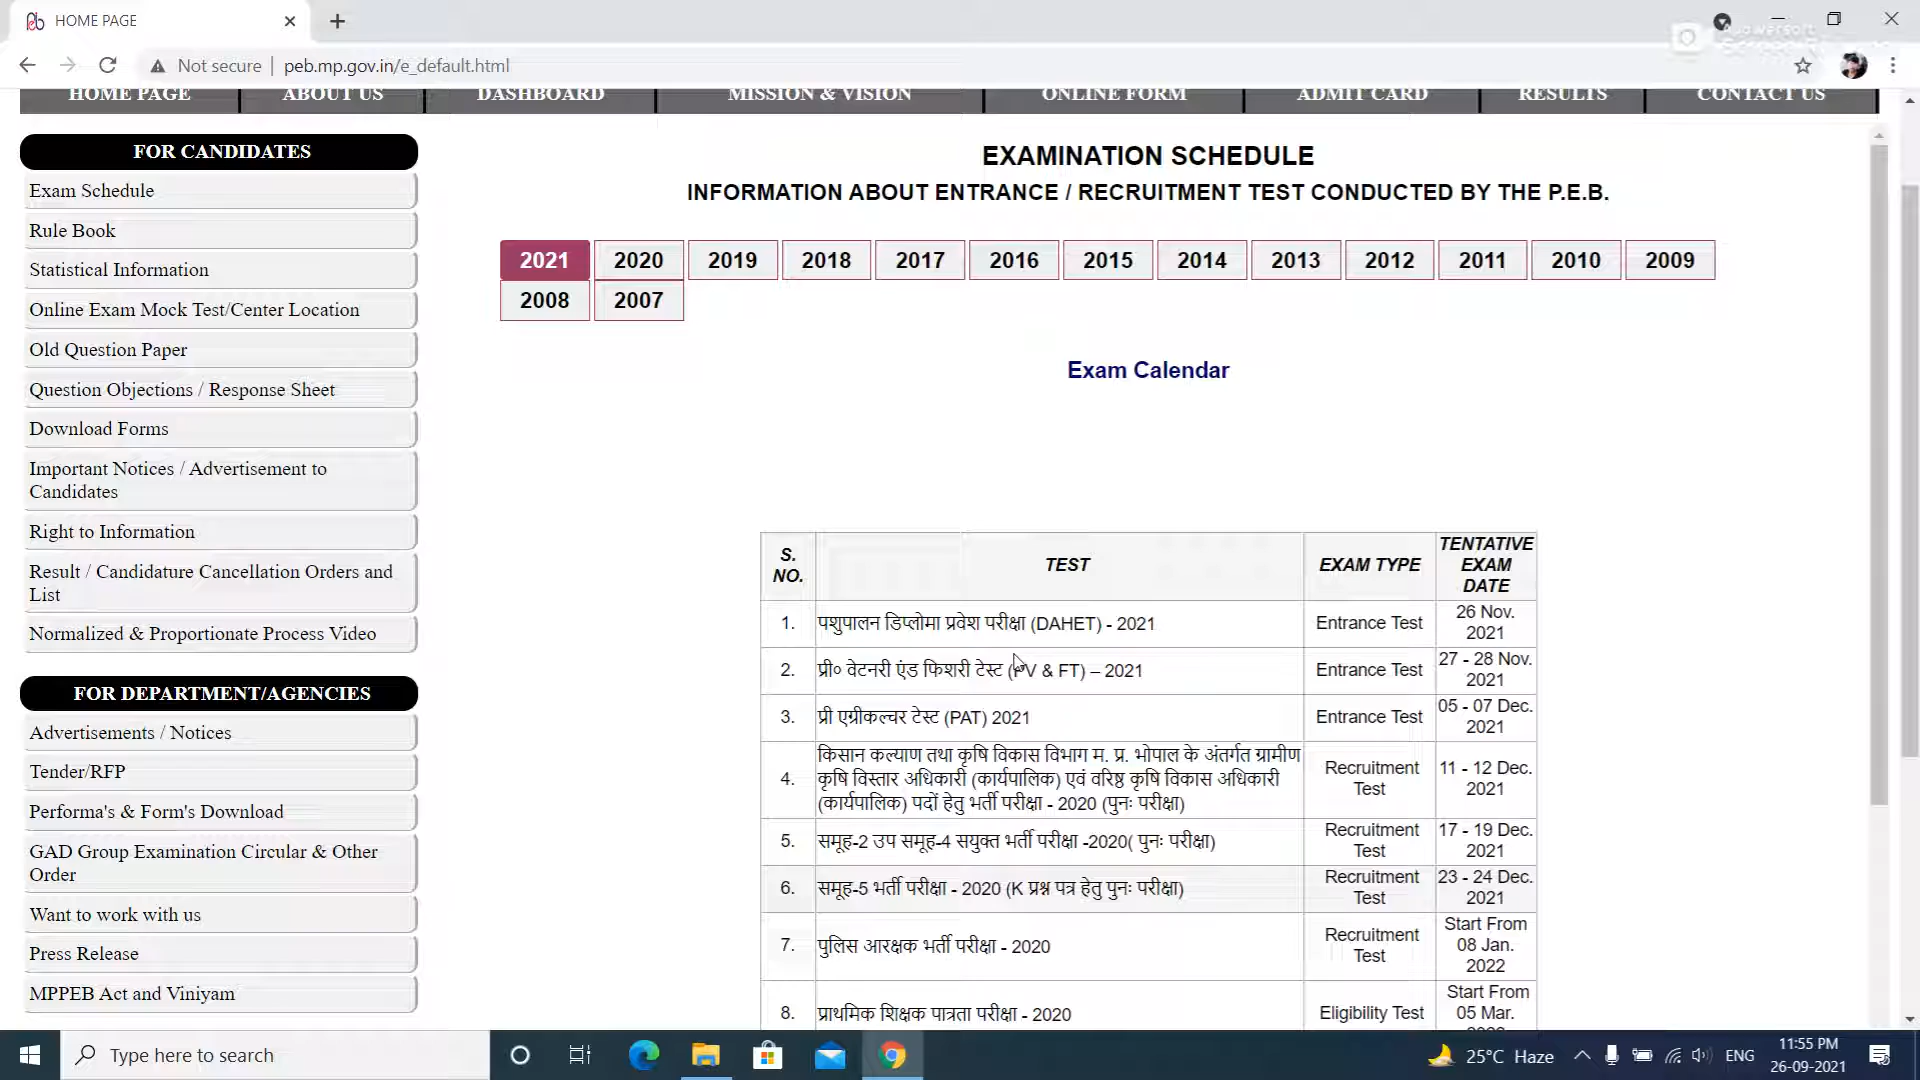 HOME PAGE
Not secure
peb.mp.gov.in/e_default.html
HOME PAGE ABOUT US DASHBOARD MISSION & VISION ONLINE FORM ADMIT CARD RESULTS CONTACT US
FOR CANDIDATES
Exam Schedule
Rule Book
Statistical Information
Online Exam Mock Test/Center Location
Old Question Paper
Question Objections / Response Sheet
Download Forms
Important Notices / Advertisement to
Candidates
Right to Information
Result / Candidature Cancellation Orders and
List
Normalized & Proportionate Process Video
FOR DEPARTMENT/AGENCIES
Advertisements / Notices
Tender/RFP
Performa's & Form's Download
GAD Group Examination Circular & Other
Order
Want to work with us
Press Release
MPPEB Act and Viniyam
EXAMINATION SCHEDULE
INFORMATION ABOUT ENTRANCE / RECRUITMENT TEST CONDUCTED BY THE P.E.B.
2021 2020 2019 2018 2017 2016 2015 2014 2013 2012 2011 2010 2009
2008 2007
Exam Calendar
S. NO. TEST EXAM TYPE TENTATIVE EXAM DATE
1. पशुपालन डिप्लोमा प्रवेश परीक्षा (DAHET) - 2021 Entrance Test 26 Nov. 2021
2. प्री० वेटनरी एंड फिशरी टेस्ट (PV & FT) – 2021 Entrance Test 27 - 28 Nov. 2021
3. प्री एग्रीकल्चर टेस्ट (PAT) 2021 Entrance Test 05 - 07 Dec. 2021
4. किसान कल्याण तथा कृषि विकास विभाग म. प्र. भोपाल के अंतर्गत ग्रामीण
कृषि विस्तार अधिकारी (कार्यपालिक) एवं वरिष्ठ कृषि विकास अधिकारी
(कार्यपालिक) पदों हेतु भर्ती परीक्षा - 2020 (पुनः परीक्षा) Recruitment Test 11 - 12 Dec. 2021
5. समूह-2 उप समूह-4 सयुक्त भर्ती परीक्षा -2020( पुनः परीक्षा) Recruitment Test 17 - 19 Dec. 2021
6. समूह-5 भर्ती परीक्षा - 2020 (K प्रश्न पत्र हेतु पुनः परीक्षा) Recruitment Test 23 - 24 Dec. 2021
7. पुलिस आरक्षक भर्ती परीक्षा - 2020 Recruitment Test Start From 08 Jan. 2022
8. प्राथमिक शिक्षक पात्रता परीक्षा - 2020 Eligibility Test Start From 05 Mar.
Type here to search
25°C Haze
ENG
11:55 PM
26-09-2021